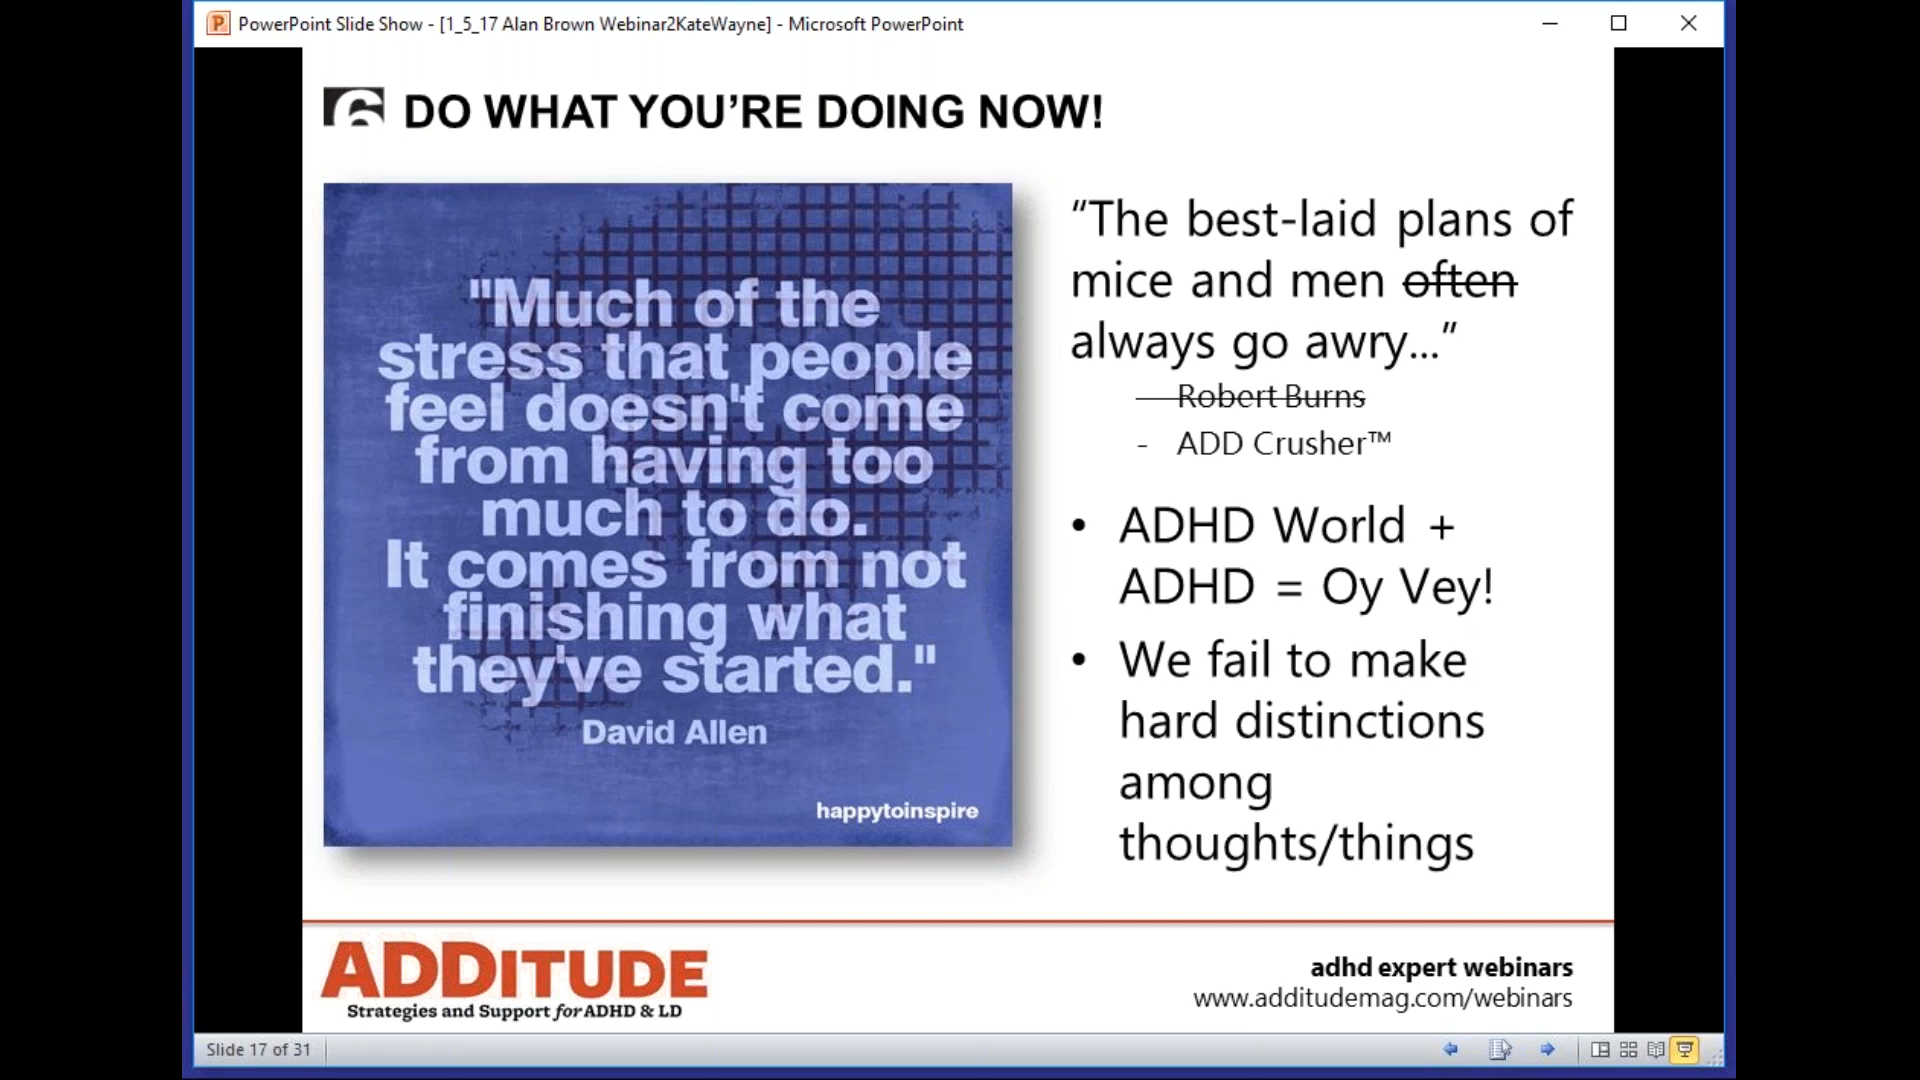 PowerPoint Slide Show - [1_5_17 Alan Brown Webinar2KateWayne] - Microsoft PowerPoint
6 DO WHAT YOU’RE DOING NOW!
"Much of the
stress that people
feel doesn't come
from having too
much to do.
It comes from not
finishing what
they've started."
David Allen
happytoinspire
“The best-laid plans of
mice and men often
always go awry...”
Robert Burns
- ADD Crusher™
• ADHD World +
ADHD = Oy Vey!
• We fail to make
hard distinctions
among
thoughts/things
ADDITUDE
Strategies and Support for ADHD & LD
adhd expert webinars
www.additudemag.com/webinars
Slide 17 of 31